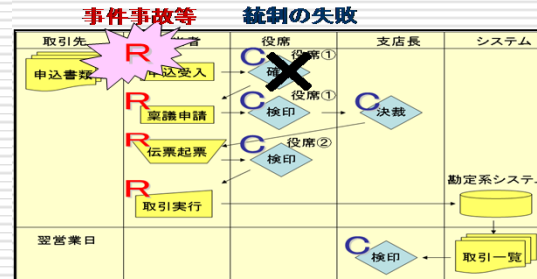 事件事故等 統制の失敗
取引先 者 役席 支店長 システム
R
申込書類 申込受入 C 確 役席①
R 稟議申請 C 検印 役席① C 決裁
R 伝票起票 C 検印 役席②
R 取引実行 勘定系システ
翌営業日 C 検印 取引一覧